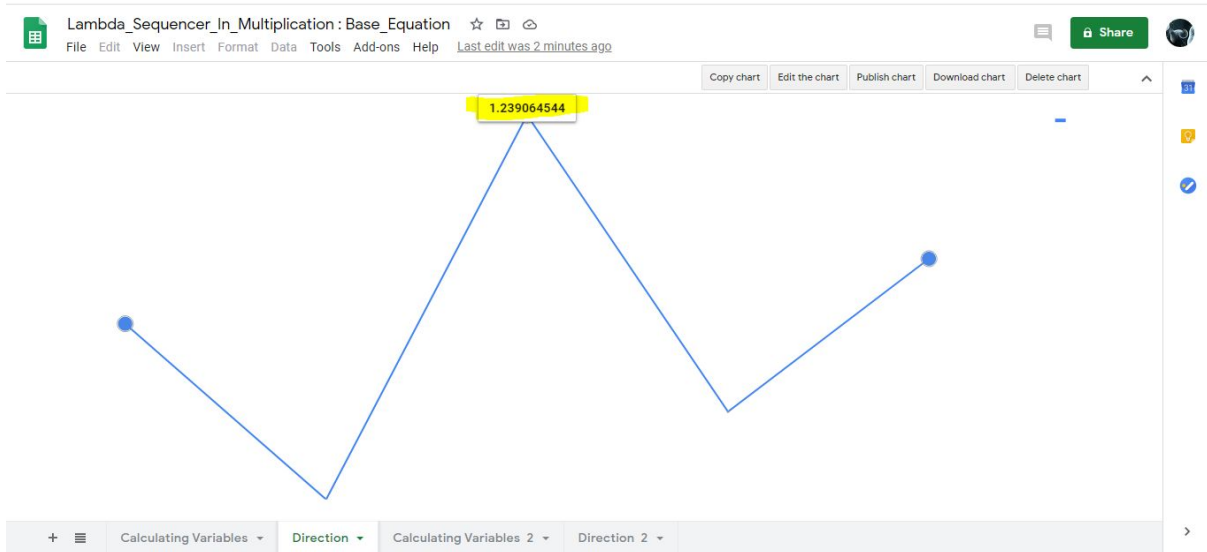 Lambda_Sequencer_In_Multiplication : Base_Equation
File Edit View Insert Format Data Tools Add-ons Help Last edit was 2 minutes ago
Share
Copy chart Edit the chart Publish chart Download chart Delete chart
31
1.239064544
Calculating Variables Direction Calculating Variables 2 Direction 2